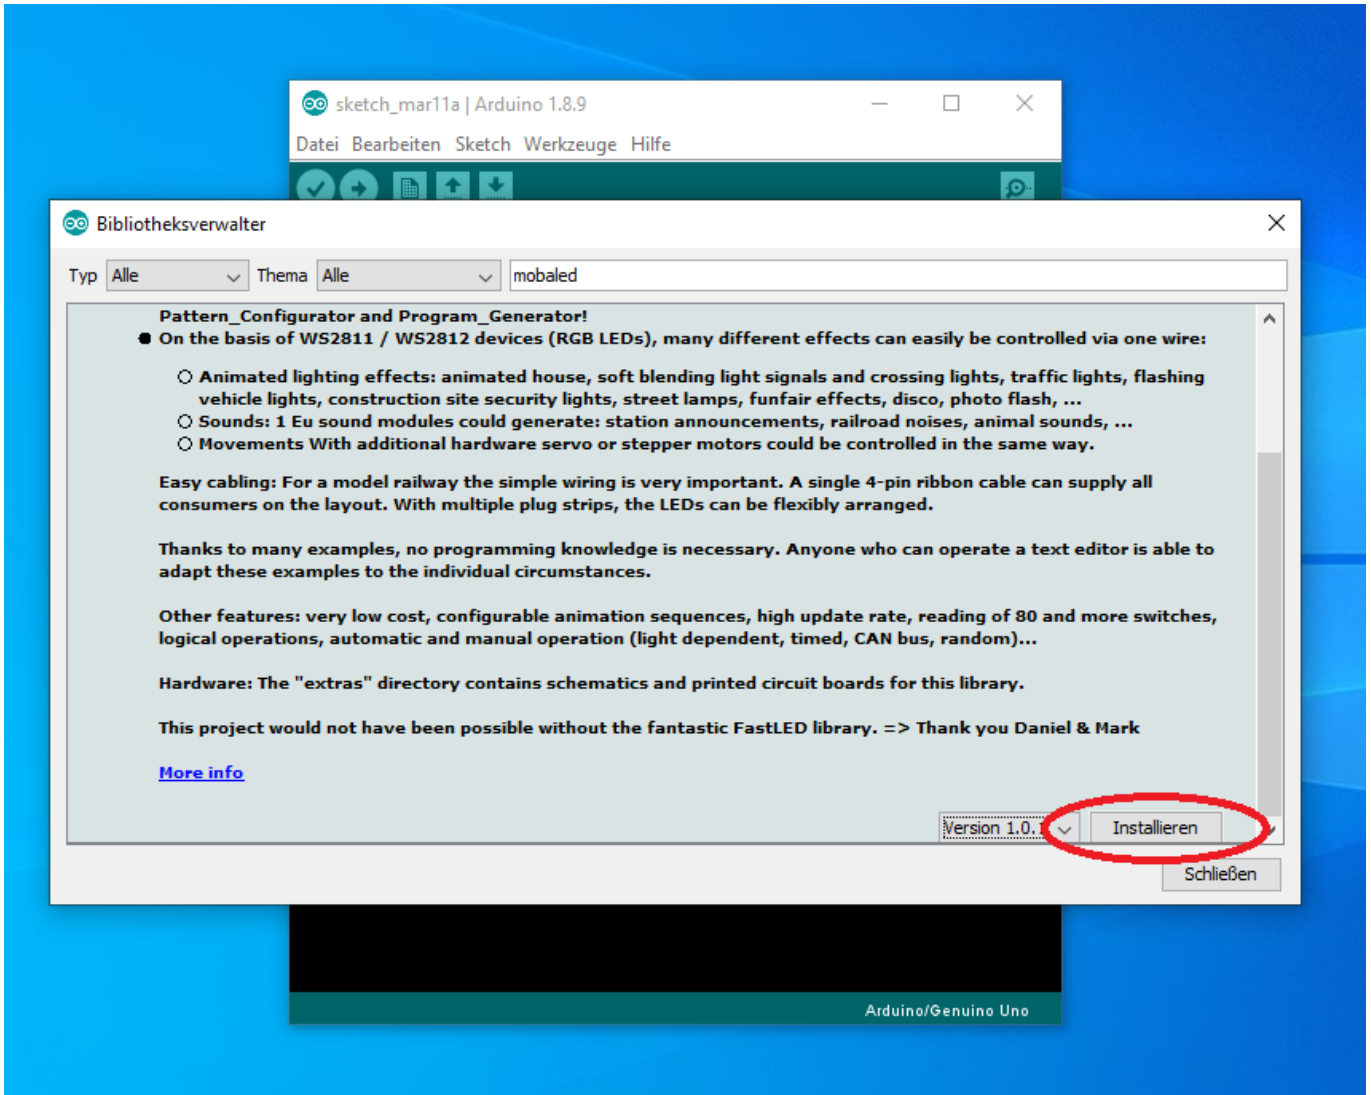 sketch_mar11a | Arduino 1.8.9
Datei Bearbeiten Sketch Werkzeuge Hilfe
Bibliotheksverwalter
Typ Alle Thema Alle mobaled
Pattern_Configurator and Program_Generator!
On the basis of WS2811 / WS2812 devices (RGB LEDs), many different effects can easily be controlled via one wire:
Animated lighting effects: animated house, soft blending light signals and crossing lights, traffic lights, flashing
vehicle lights, construction site security lights, street lamps, funfair effects, disco, photo flash, ...
Sounds: 1 Eu sound modules could generate: station announcements, railroad noises, animal sounds, ...
Movements With additional hardware servo or stepper motors could be controlled in the same way.
Easy cabling: For a model railway the simple wiring is very important. A single 4-pin ribbon cable can supply all
consumers on the layout. With multiple plug strips, the LEDs can be flexibly arranged.
Thanks to many examples, no programming knowledge is necessary. Anyone who can operate a text editor is able to
adapt these examples to the individual circumstances.
Other features: very low cost, configurable animation sequences, high update rate, reading of 80 and more switches,
logical operations, automatic and manual operation (light dependent, timed, CAN bus, random)...
Hardware: The "extras" directory contains schematics and printed circuit boards for this library.
This project would not have been possible without the fantastic FastLED library. => Thank you Daniel & Mark
More info
Version 1.0.1 Installieren
Schließen
Arduino/Genuino Uno